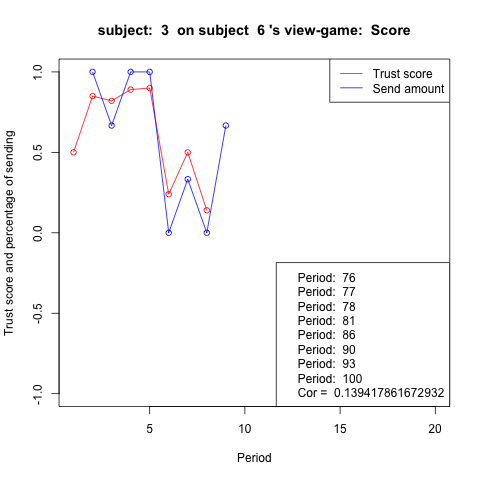 subject:  3  on subject  6 's view-game:  Score
Trust score
Send amount
1.0
0.5
0.0
-0.5
-1.0
Trust score and percentage of sending
Period:  76
Period:  77
Period:  78
Period:  81
Period:  86
Period:  90
Period:  93
Period:  100
Cor =  0.139417861672932
5
10
15
20
Period